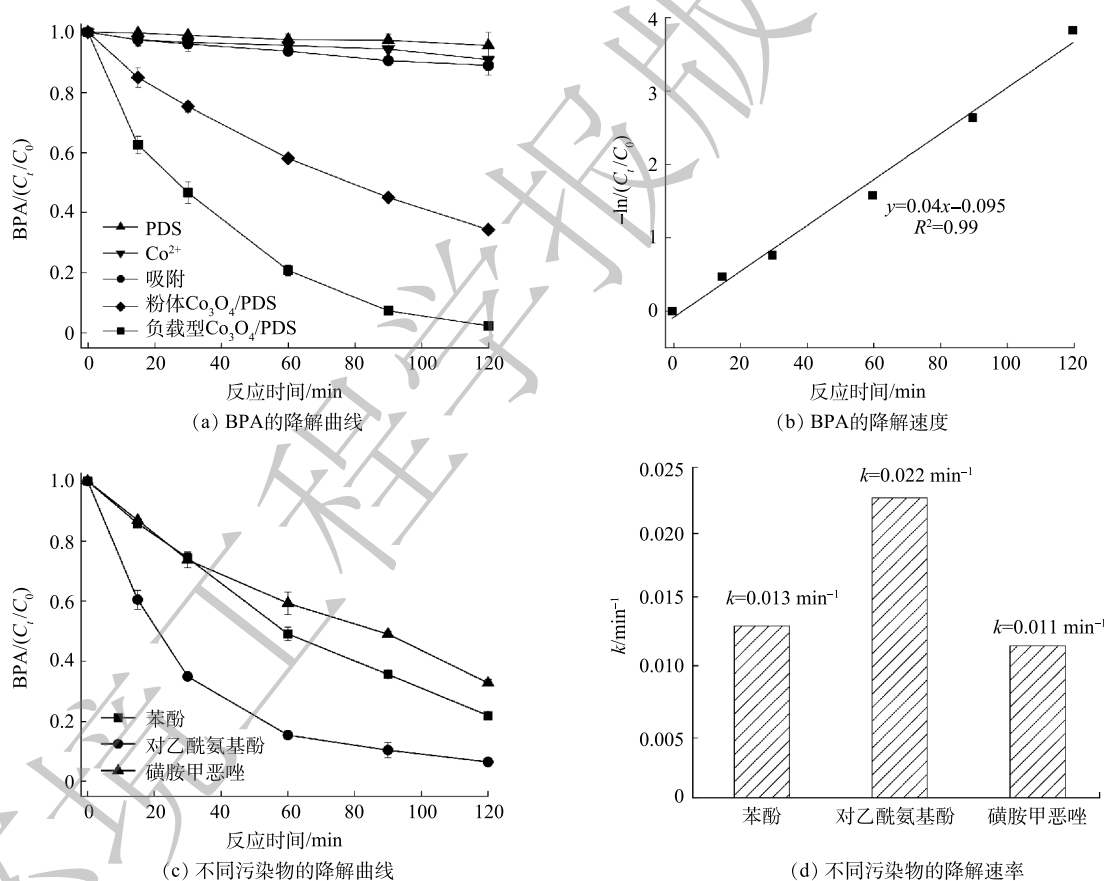 1.0
0.8
0.6
0.4
0.2
0
BPA/(Cₜ/C₀)
PDS
Co²⁺
吸附
粉体Co₃O₄/PDS
负载型Co₃O₄/PDS
0 20 40 60 80 100 120
反应时间/min
(a) BPA的降解曲线
4
3
2
1
0
−ln/(Cₜ/C₀)
y=0.04x−0.095
R²=0.99
0 20 40 60 80 100 120
反应时间/min
(b) BPA的降解速度
1.0
0.8
0.6
0.4
0.2
0
BPA/(Cₜ/C₀)
苯酚
对乙酰氨基酚
磺胺甲恶唑
0 20 40 60 80 100 120
反应时间/min
(c) 不同污染物的降解曲线
0.025
0.020
0.015
0.010
0.005
0
k/min⁻¹
k=0.013 min⁻¹
k=0.022 min⁻¹
k=0.011 min⁻¹
苯酚 对乙酰氨基酚 磺胺甲恶唑
(d) 不同污染物的降解速率
境工程学报版